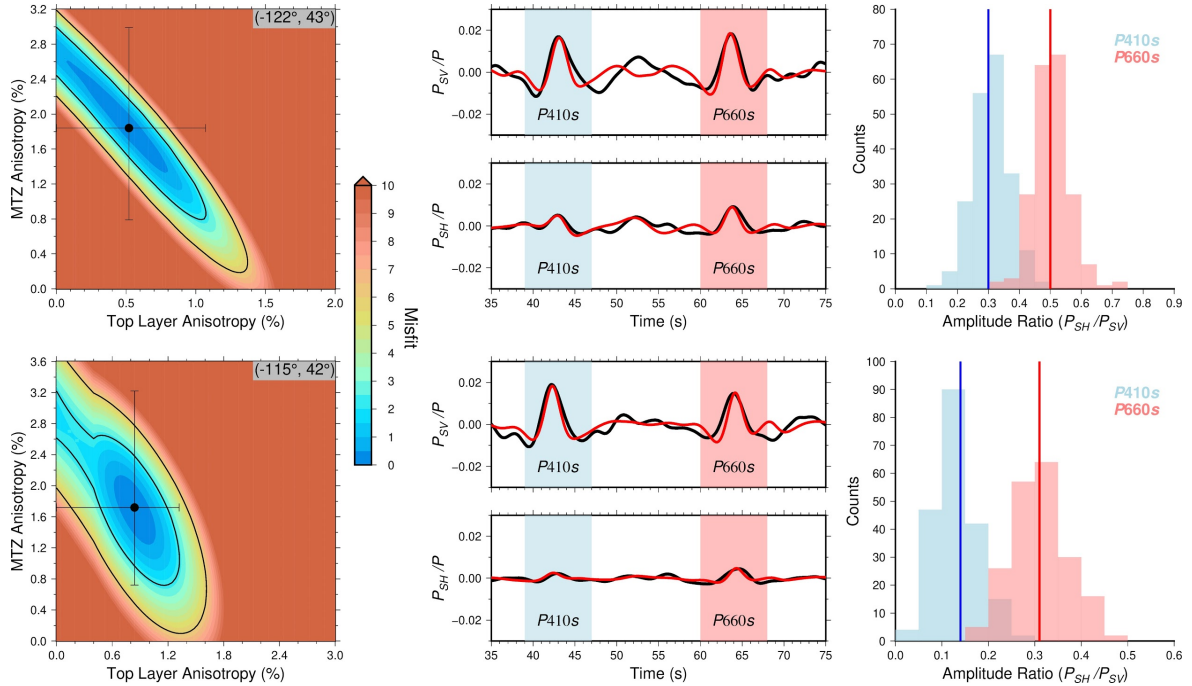 (-122°, 43°)
MTZ Anisotropy (%)
3.2
2.8
2.4
2.0
1.6
1.2
0.8
0.4
0.0
0.0 0.5 1.0 1.5 2.0
Top Layer Anisotropy (%)
P_SV/P
0.02
0.00
−0.02
P410s P660s
P_SH/P
0.02
0.00
−0.02
P410s P660s
35 40 45 50 55 60 65 70 75
Time (s)
Counts
80
70
60
50
40
30
20
10
0
P410s
P660s
0.0 0.1 0.2 0.3 0.4 0.5 0.6 0.7 0.8 0.9
Amplitude Ratio (P_SH/P_SV)
10
9
8
7
6
5
4
3
2
1
0
Misfit
(-115°, 42°)
MTZ Anisotropy (%)
3.6
3.2
2.8
2.4
2.0
1.6
1.2
0.8
0.4
0.0
0.0 0.6 1.2 1.8 2.4 3.0
Top Layer Anisotropy (%)
P_SV/P
0.02
0.00
−0.02
P410s P660s
P_SH/P
0.02
0.00
−0.02
P410s P660s
35 40 45 50 55 60 65 70 75
Time (s)
Counts
100
90
80
70
60
50
40
30
20
10
0
P410s
P660s
0.0 0.1 0.2 0.3 0.4 0.5 0.6
Amplitude Ratio (P_SH/P_SV)